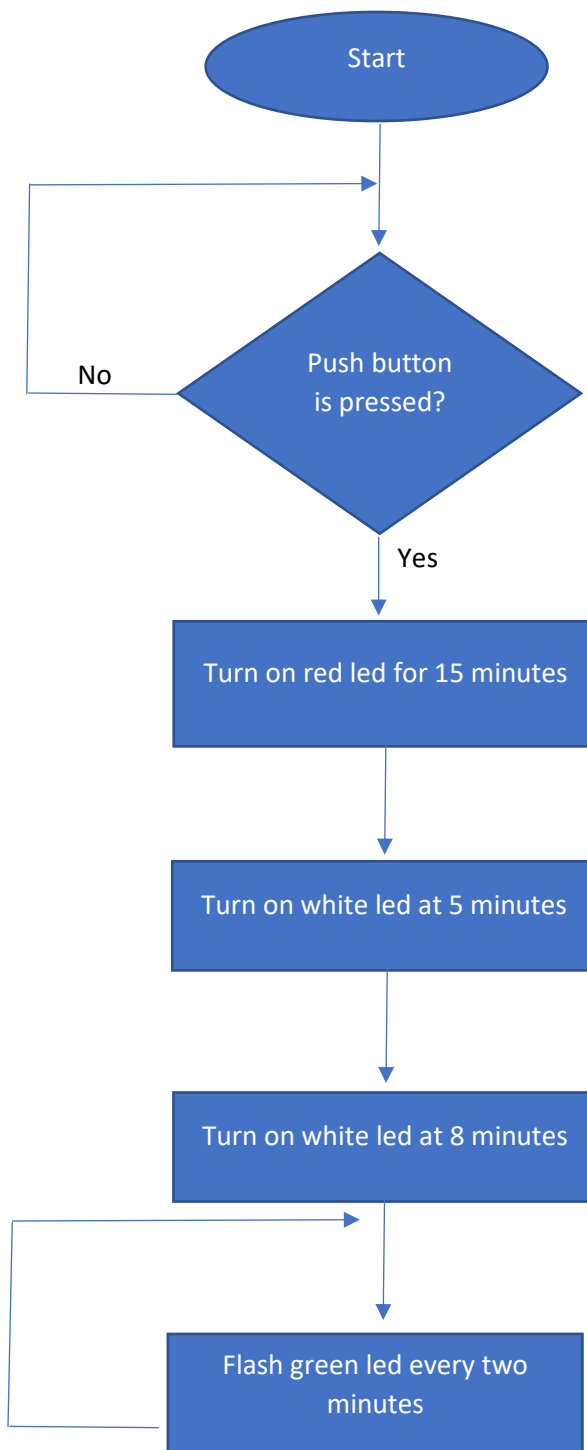 Start
Push button
is pressed?
No
Yes
Turn on red led for 15 minutes
Turn on white led at 5 minutes
Turn on white led at 8 minutes
Flash green led every two
minutes